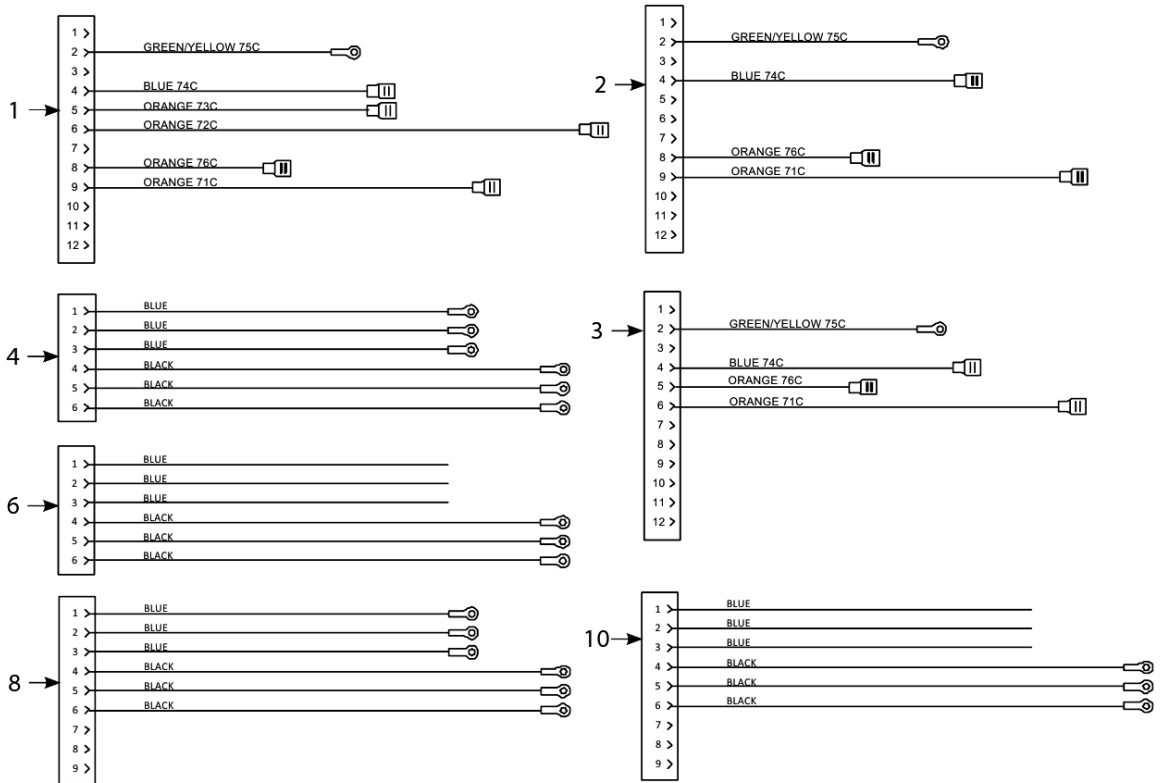 1
1
2 GREEN/YELLOW 75C
3
4 BLUE 74C
5 ORANGE 73C
6 ORANGE 72C
7
8 ORANGE 76C
9 ORANGE 71C
10
11
12
2
1
2 GREEN/YELLOW 75C
3
4 BLUE 74C
5
6
7
8 ORANGE 76C
9 ORANGE 71C
10
11
12
4
1 BLUE
2 BLUE
3 BLUE
4 BLACK
5 BLACK
6 BLACK
3
1
2 GREEN/YELLOW 75C
3
4 BLUE 74C
5 ORANGE 76C
6 ORANGE 71C
7
8
9
10
11
12
6
1 BLUE
2 BLUE
3 BLUE
4 BLACK
5 BLACK
6 BLACK
8
1 BLUE
2 BLUE
3 BLUE
4 BLACK
5 BLACK
6 BLACK
7
8
9
10
1 BLUE
2 BLUE
3 BLUE
4 BLACK
5 BLACK
6 BLACK
7
8
9